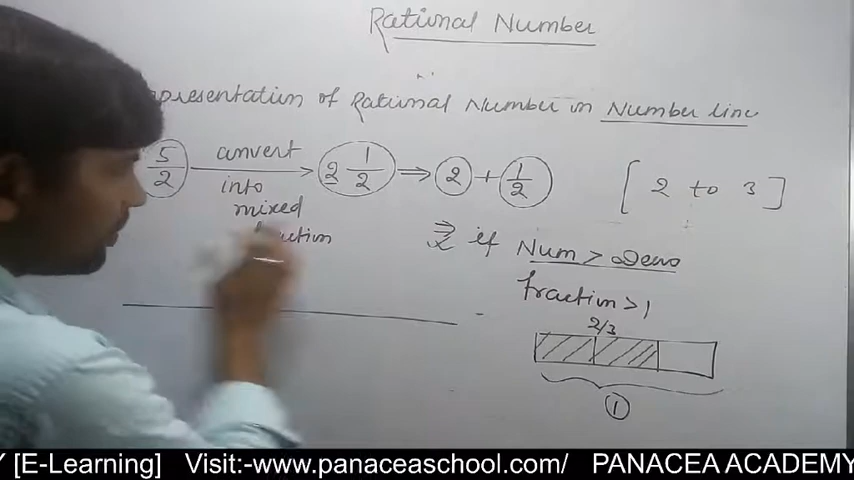 Rational Number
presentation of Rational Number in Number line
5/2 convert into mixed fraction → 2 1/2 ⇒ 2 + 1/2 [2 to 3]
⇒ if Num > Deno
fraction > 1
2/3
1
[E-Learning] Visit:-www.panaceaschool.com/ PANACEA ACADEMY